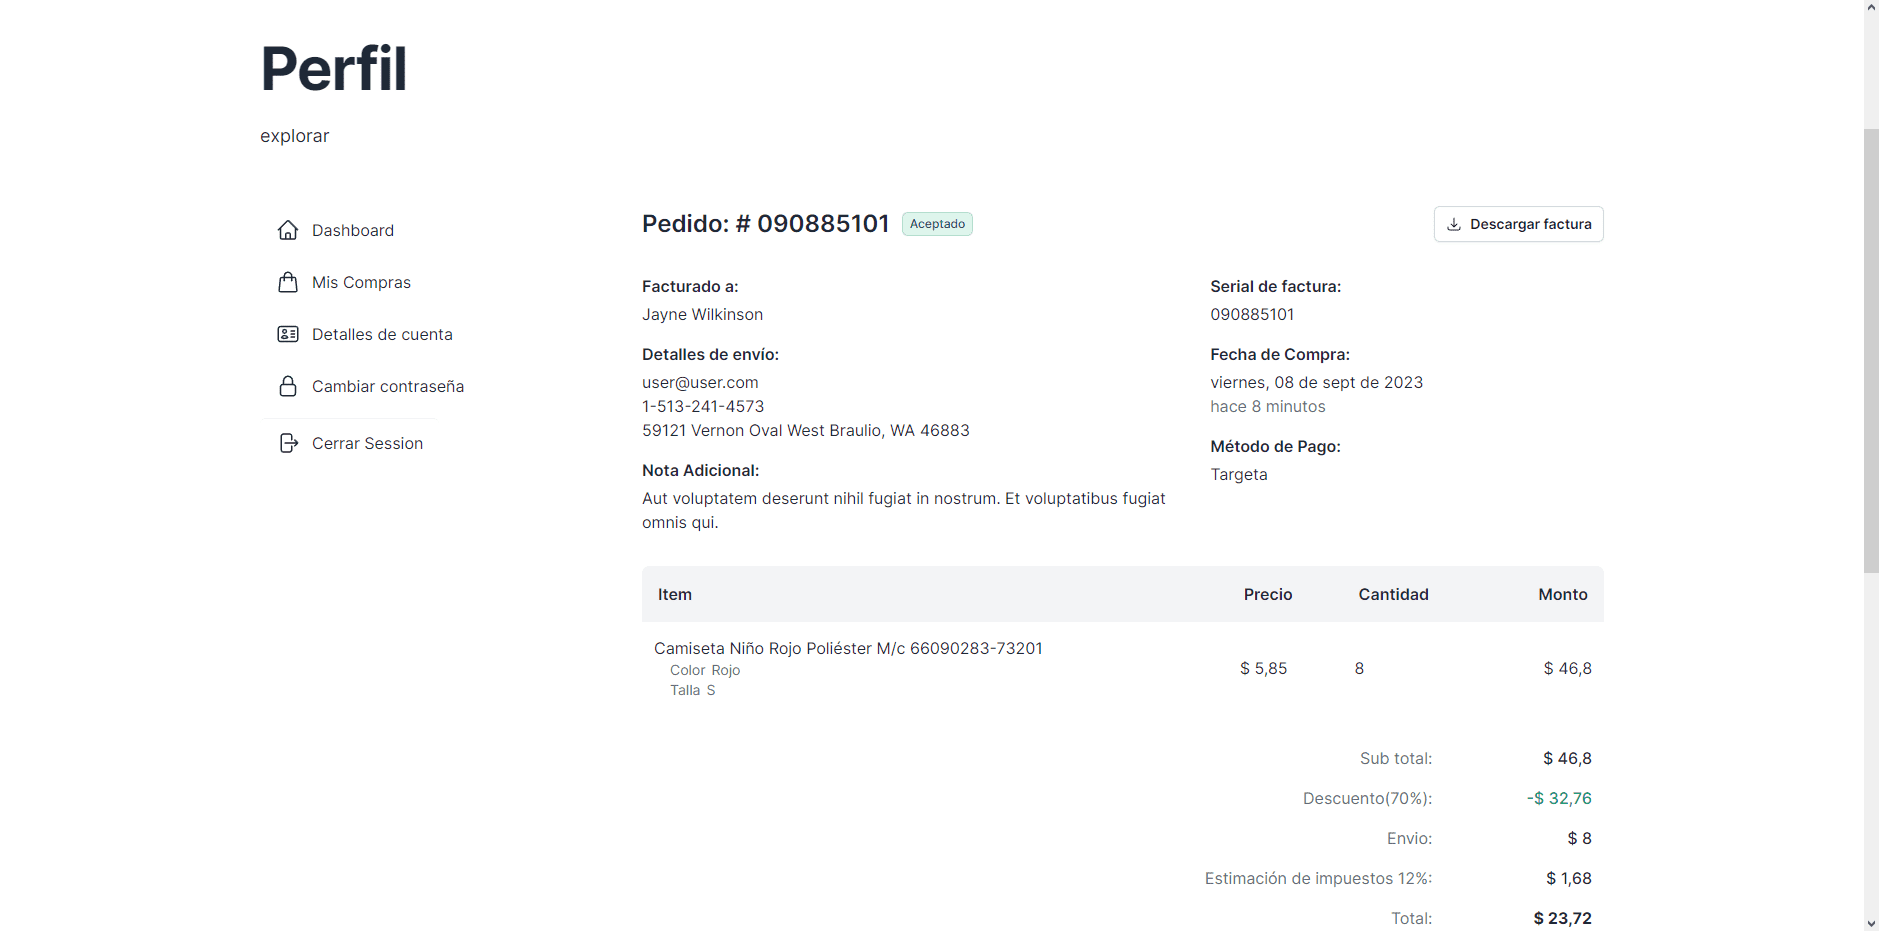 Perfil
explorar
Dashboard
Mis Compras
Detalles de cuenta
Cambiar contraseña
Cerrar Session
Pedido: # 090885101 Aceptado
Descargar factura
Facturado a:
Jayne Wilkinson
Detalles de envío:
user@user.com
1-513-241-4573
59121 Vernon Oval West Braulio, WA 46883
Nota Adicional:
Aut voluptatem deserunt nihil fugiat in nostrum. Et voluptatibus fugiat
omnis qui.
Serial de factura:
090885101
Fecha de Compra:
viernes, 08 de sept de 2023
hace 8 minutos
Método de Pago:
Targeta
Item Precio Cantidad Monto
Camiseta Niño Rojo Poliéster M/c 66090283-73201
Color Rojo
Talla S
$ 5,85 8 $ 46,8
Sub total: $ 46,8
Descuento(70%): -$ 32,76
Envio: $ 8
Estimación de impuestos 12%: $ 1,68
Total: $ 23,72